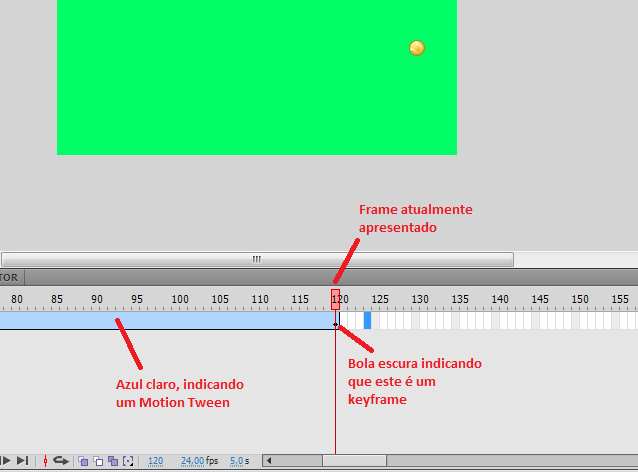 Frame atualmente
apresentado
TOR
80 85 90 95 100 105 110 115 120 125 130 135 140 145 150 155
Azul claro, indicando
um Motion Tween
Bola escura indicando
que este é um
keyframe
120 24.00 fps 5.0 s